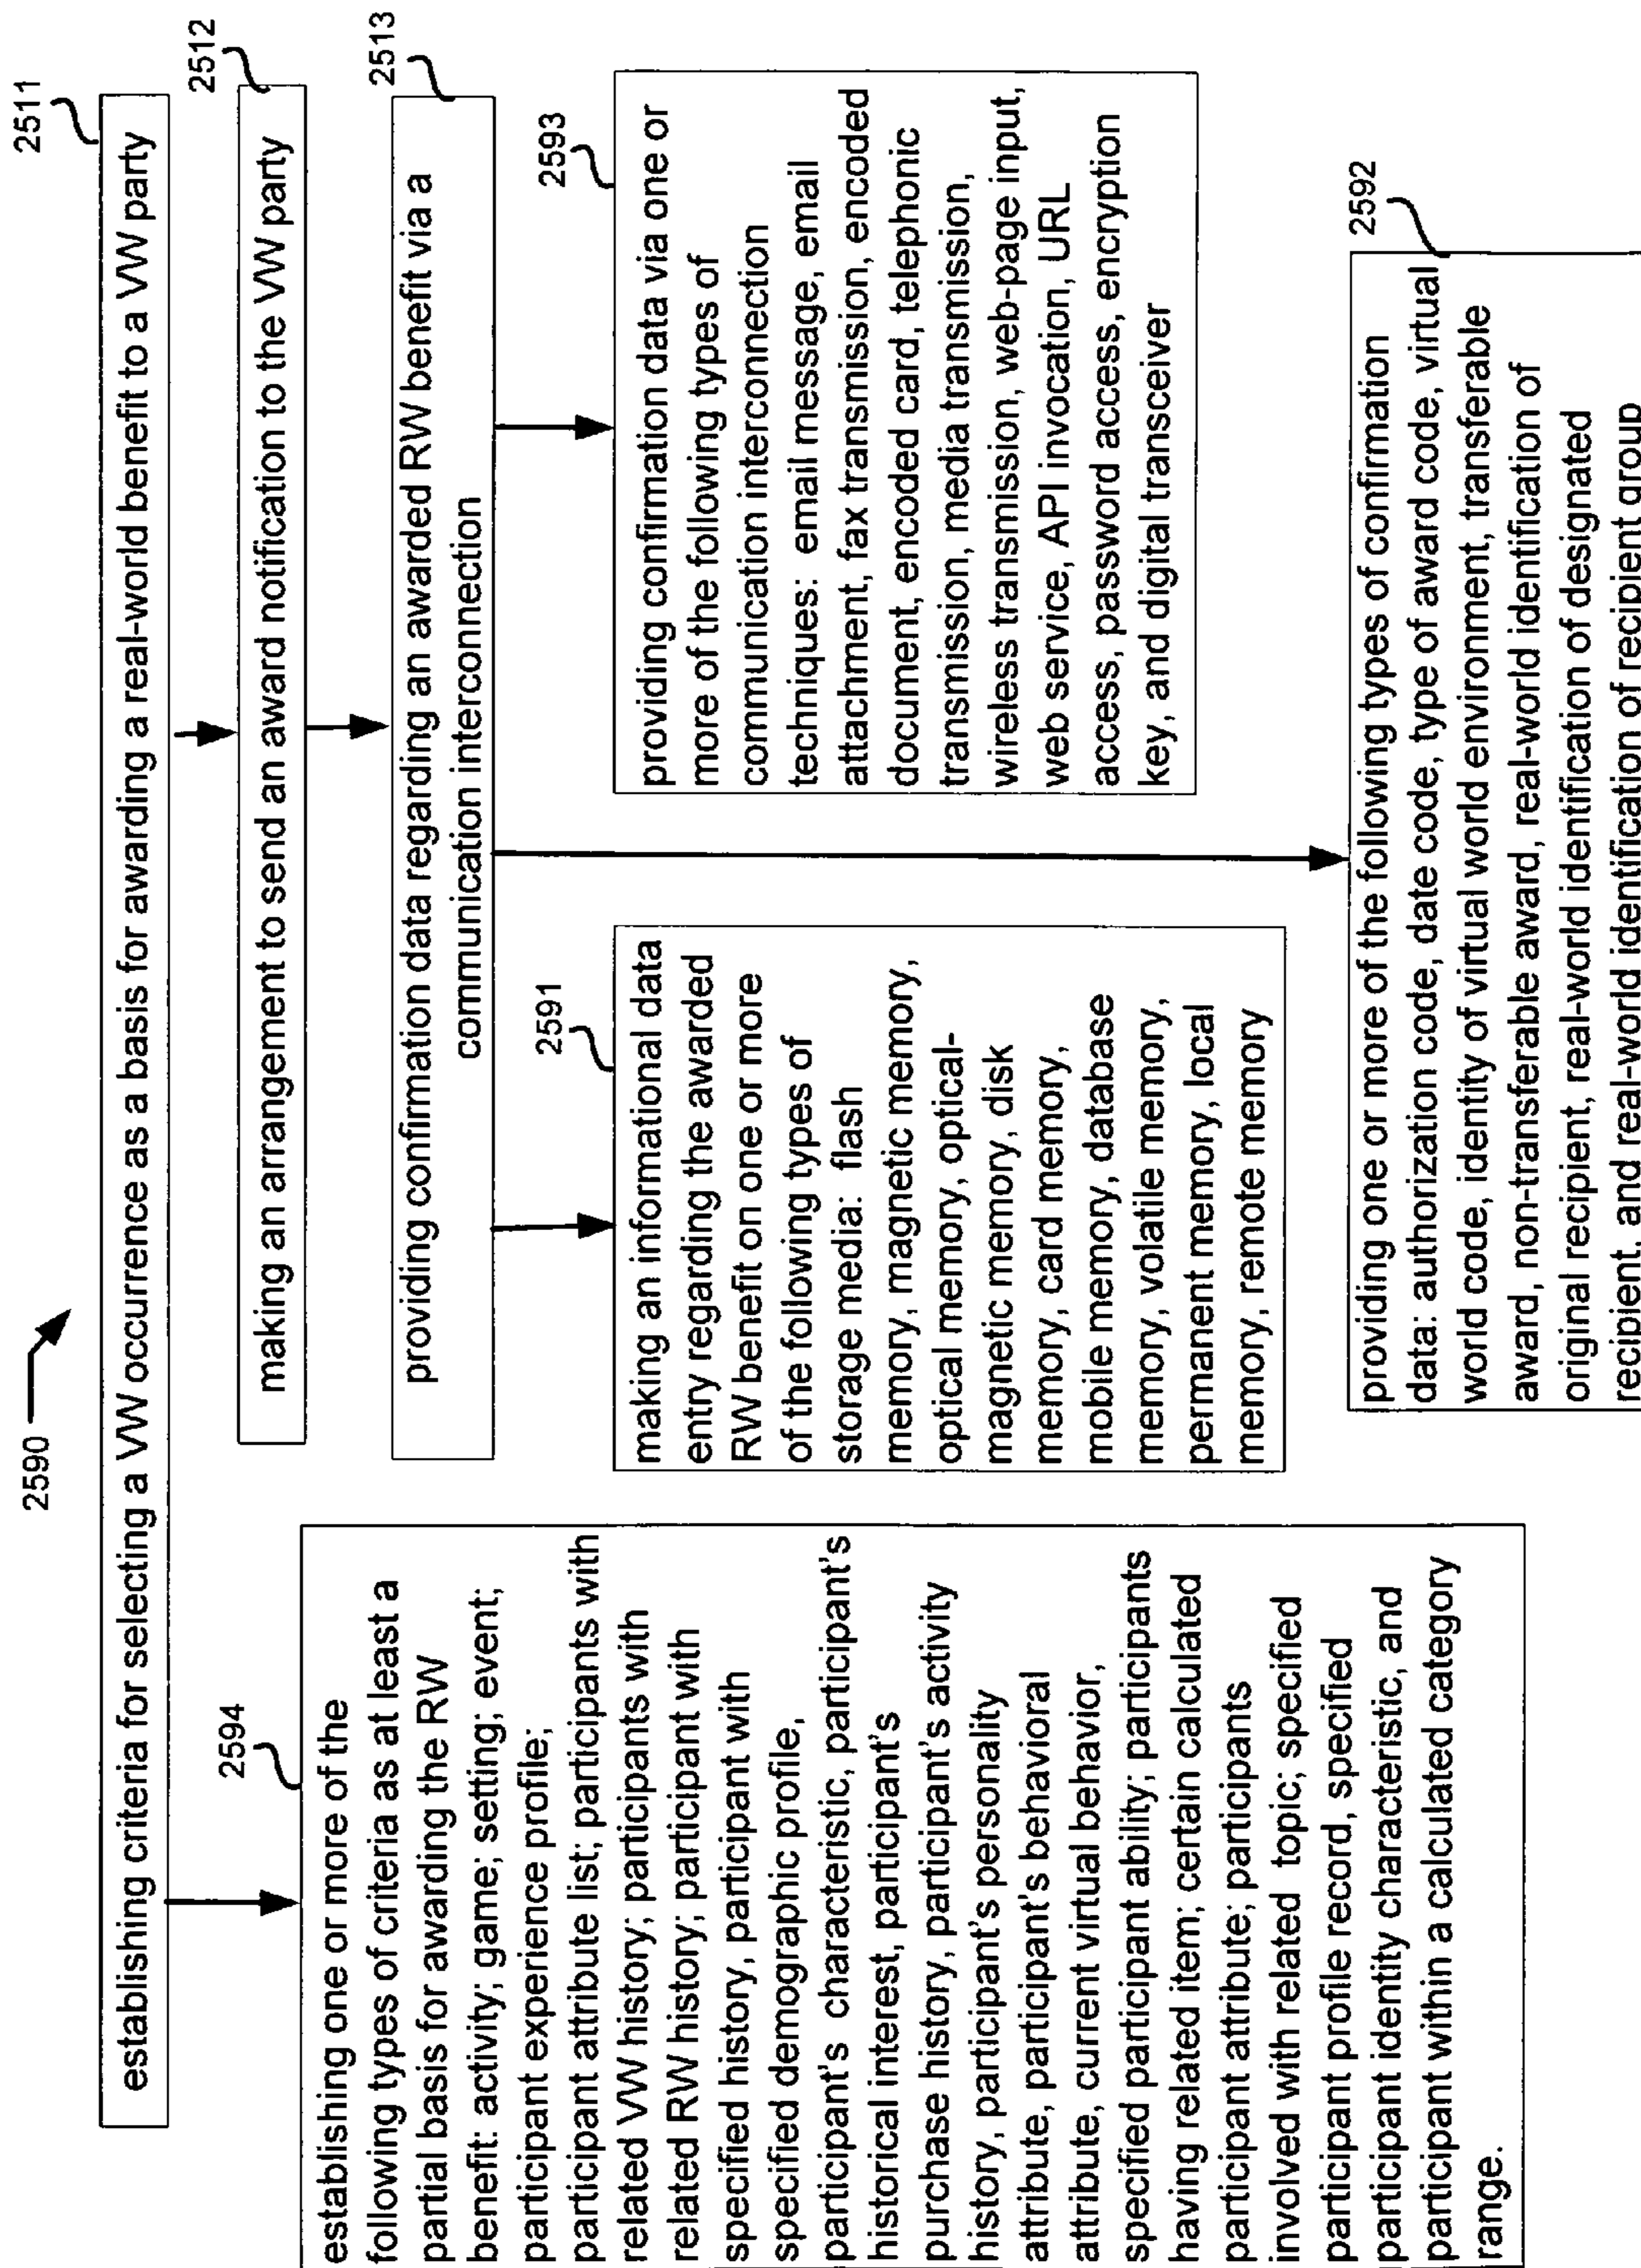 2590
2511
establishing criteria for selecting a VW occurrence as a basis for awarding a real-world benefit to a VW party
2512
making an arrangement to send an award notification to the VW party
2513
providing confirmation data regarding an awarded RW benefit via a
communication interconnection
2594
establishing one or more of the
following types of criteria as at least a
partial basis for awarding the RW
benefit: activity; game; setting; event;
participant experience profile;
participant attribute list; participants with
related VW history; participants with
related RW history; participant with
specified history, participant with
specified demographic profile,
participant's characteristic, participant's
historical interest, participant's
purchase history, participant's activity
history, participant's personality
attribute, participant's behavioral
attribute, current virtual behavior,
specified participant ability; participants
having related item; certain calculated
participant attribute; participants
involved with related topic; specified
participant profile record, specified
participant identity characteristic, and
participant within a calculated category
range.
2591
making an informational data
entry regarding the awarded
RW benefit on one or more
of the following types of
storage media: flash
memory, magnetic memory,
optical memory, optical-
magnetic memory, disk
memory, card memory,
mobile memory, database
memory, volatile memory,
permanent memory, local
memory, remote memory
2593
providing confirmation data via one or
more of the following types of
communication interconnection
techniques: email message, email
attachment, fax transmission, encoded
document, encoded card, telephonic
transmission, media transmission,
wireless transmission, web-page input,
web service, API invocation, URL
access, password access, encryption
key, and digital transceiver
2592
providing one or more of the following types of confirmation
data: authorization code, date code, type of award code, virtual
world code, identity of virtual world environment, transferable
award, non-transferable award, real-world identification of
original recipient, real-world identification of designated
recipient, and real-world identification of recipient group